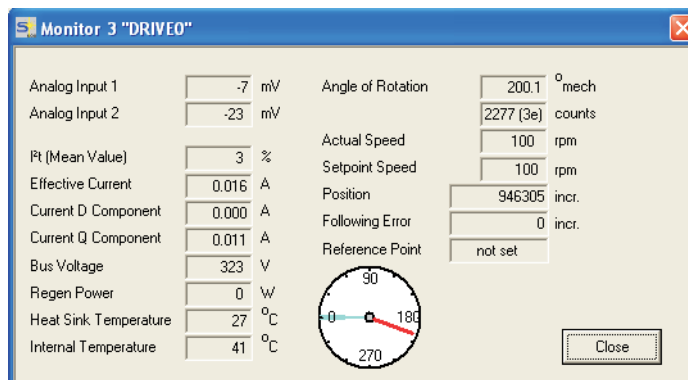 Monitor 3 "DRIVE0"
Analog Input 1 -7 mV
Analog Input 2 -23 mV
I²t (Mean Value) 3 %
Effective Current 0.016 A
Current D Component 0.000 A
Current Q Component 0.011 A
Bus Voltage 323 V
Regen Power 0 W
Heat Sink Temperature 27 °C
Internal Temperature 41 °C
Angle of Rotation 200.1 °mech
2277 (3e) counts
Actual Speed 100 rpm
Setpoint Speed 100 rpm
Position 946305 incr.
Following Error 0 incr.
Reference Point not set
90
0 180
270
Close